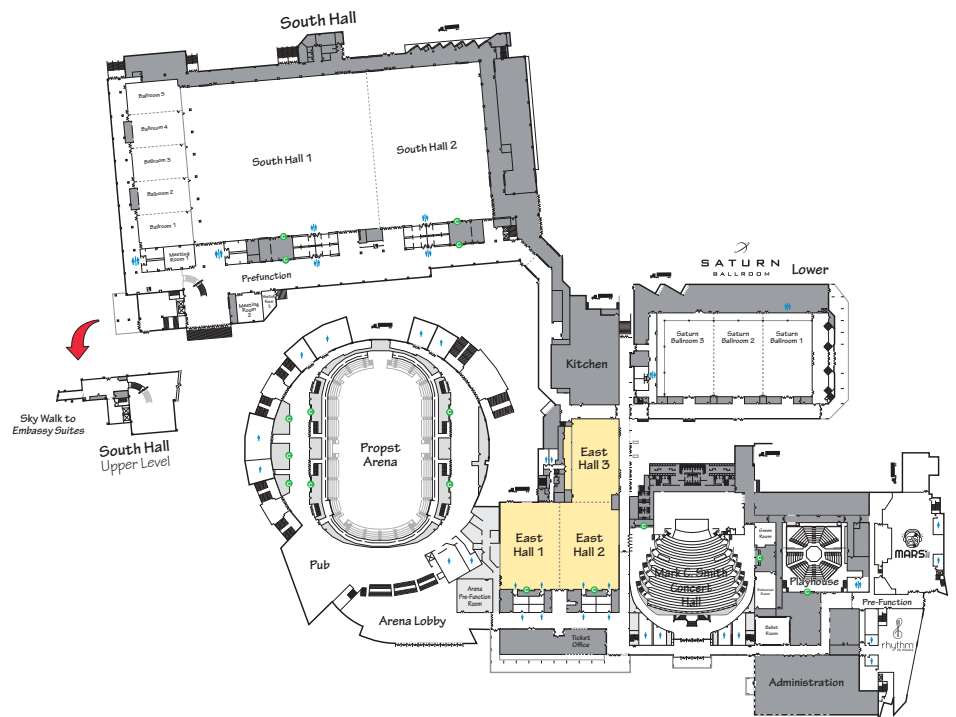 South Hall
Ballroom 5
Ballroom 4
Ballroom 3
Ballroom 2
Ballroom 1
South Hall 1
South Hall 2
Meeting
Room 1
Prefunction
Meeting
Room 2
SATURN
BALLROOM
Lower
Saturn
Ballroom 3
Saturn
Ballroom 2
Saturn
Ballroom 1
Kitchen
Sky Walk to
Embassy Suites
South Hall
Upper Level
Propst
Arena
East
Hall 3
East
Hall 1
East
Hall 2
Pub
Arena Lobby
Arena
Pre-Function
Room
Ticket
Office
Mark C. Smith
Concert
Hall
Green
Room
Rehearsal
Room
Ballet
Room
Playhouse
MARS
Pre-Function
rhythm
Administration